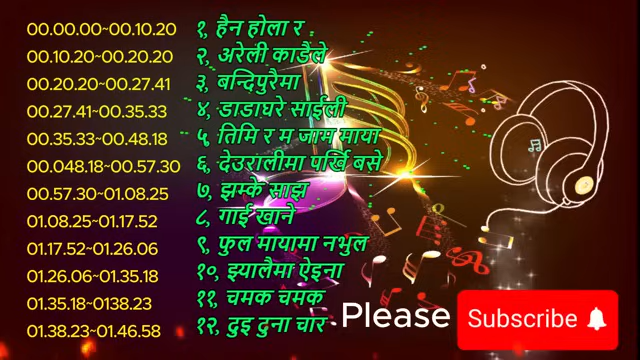 00.00.00~00.10.20 १, हैन होला र
00.10.20~00.20.20 २, अरेली काडैंले
00.20.20~00.27.41 ३, बन्दिपुरैमा
00.27.41~00.35.33 ४, डाडाघरे साईंली
00.35.33~00.48.18 ५, तिमि र म जाम माया
00.048.18~00.57.30 ६, देउरालीमा पर्खि बसे
00.57.30~01.08.25 ७, झम्के साझ
01.08.25~01.17.52 ८, गाई खाने
01.17.52~01.26.06 ९, फुल मायामा नभुल
01.26.06~01.35.18 १०, झ्यालैमा ऐइना
01.35.18~0138.23 ११, चमक चमक
01.38.23~01.46.58 १२, दुइ दुना चार
Please Subscribe